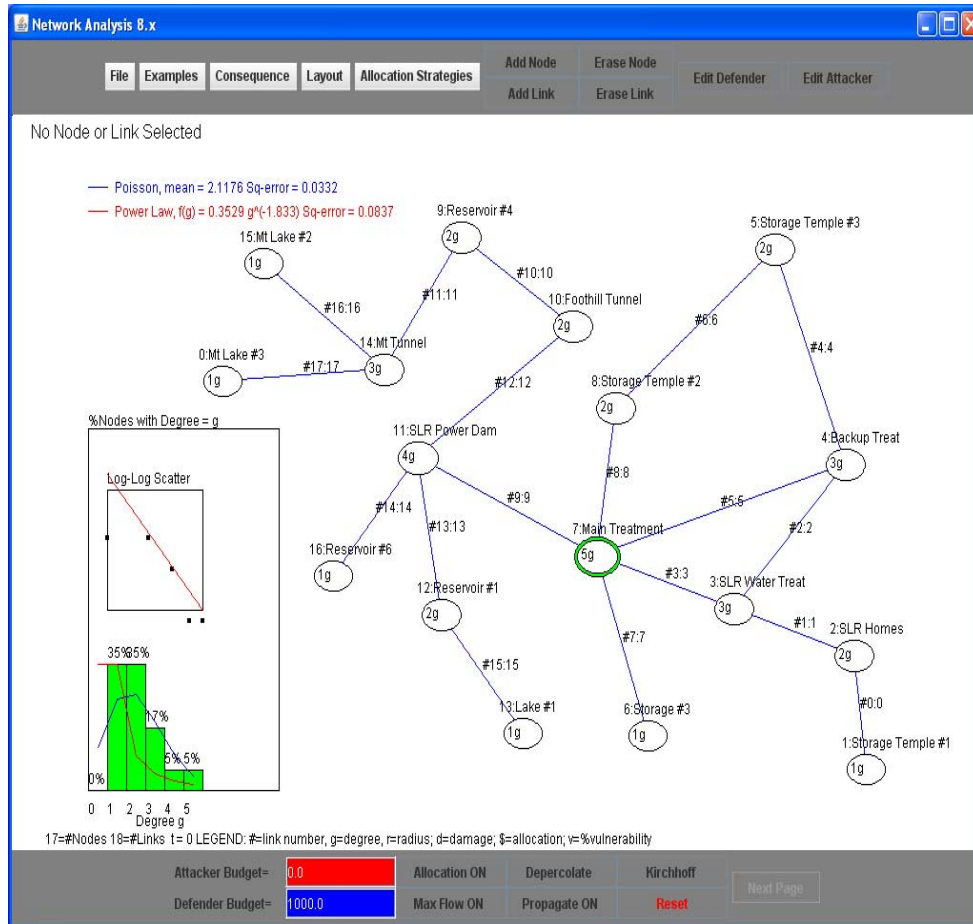 Network Analysis 8.x
File Examples Consequence Layout Allocation Strategies
Add Node Erase Node
Edit Defender Edit Attacker
Add Link Erase Link
No Node or Link Selected
Poisson, mean = 2.1176 Sq-error = 0.0332
Power Law, f(g) = 0.3529 g^(-1.833) Sq-error = 0.0837
9:Reservoir #4
2g
15:Mt Lake #2
1g
5:Storage Temple #3
2g
#10:10
#11:11
#16:16
10:Foothill Tunnel
2g
#6:6
14:Mt Tunnel
3g
#4:4
0:Mt Lake #3
1g
#17:17
#12:12
8:Storage Temple #2
2g
%Nodes with Degree = g
11:SLR Power Dam
4g
4:Backup Treat
3g
Log-Log Scatter
#8:8
#9:9
#5:5
#14:14
#13:13
7:Main Treatment
5g
#2:2
16:Reservoir #6
1g
#3:3
12:Reservoir #1
2g
3:SLR Water Treat
3g
#1:1
2:SLR Homes
2g
#7:7
#15:15
35% 35%
#0:0
13:Lake #1
1g
6:Storage #3
1g
17%
1:Storage Temple #1
1g
5% 5%
0%
0 1 2 3 4 5
Degree g
17=#Nodes 18=#Links t = 0 LEGEND: #=link number, g=degree, r=radius; d=damage; $=allocation; v=%vulnerability
Attacker Budget= 0.0 Allocation ON Depercolate Kirchhoff
Next Page
Defender Budget= 1000.0 Max Flow ON Propagate ON Reset